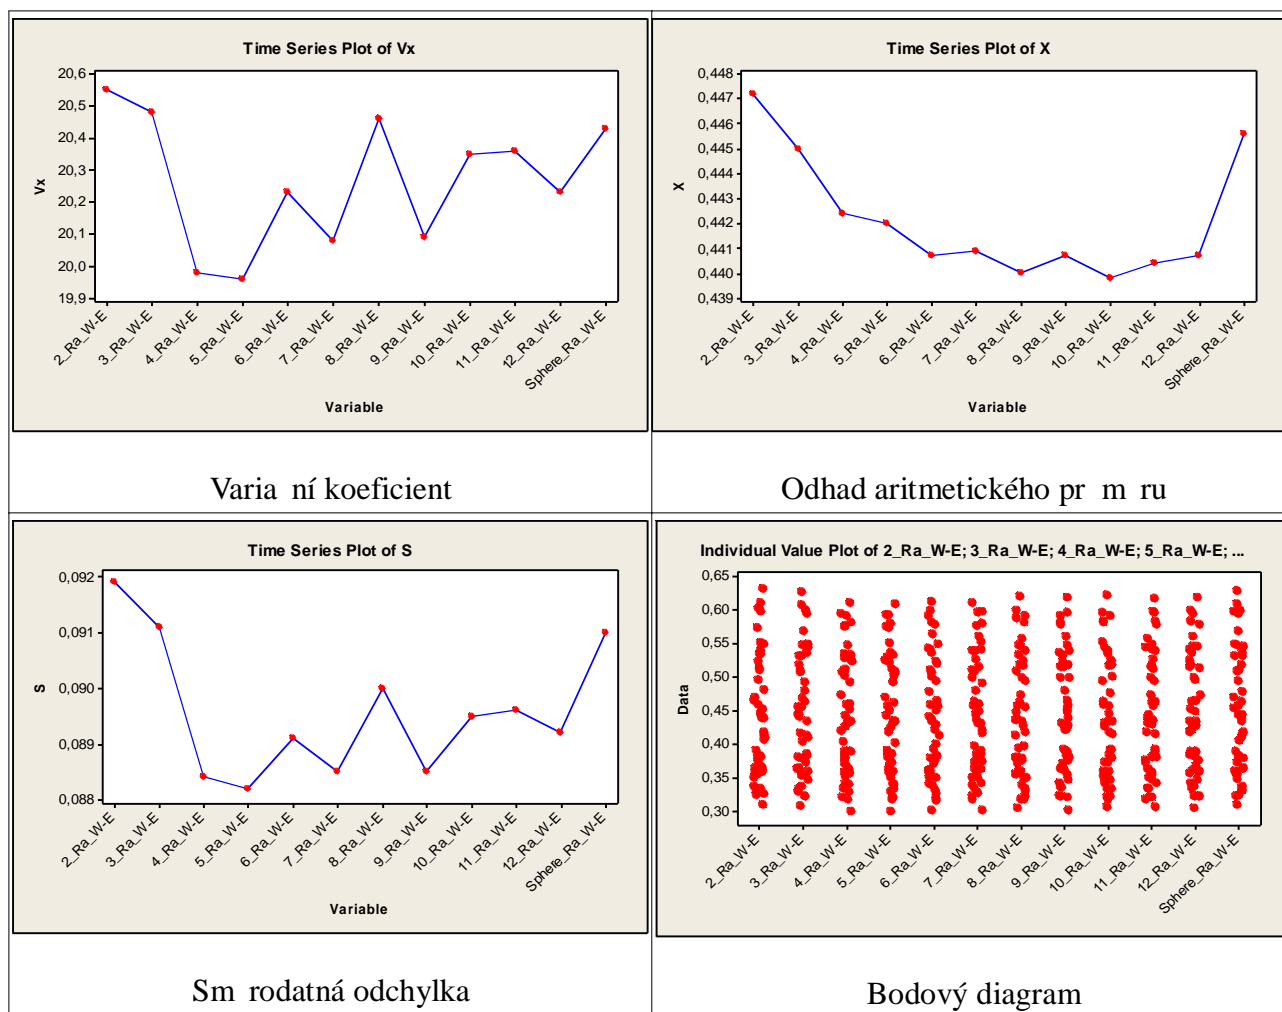 Time Series Plot of Vx
20,6
20,5
20,4
20,3
20,2
20,1
20,0
19,9
Vx
2_Ra_W-E
3_Ra_W-E
4_Ra_W-E
5_Ra_W-E
6_Ra_W-E
7_Ra_W-E
8_Ra_W-E
9_Ra_W-E
10_Ra_W-E
11_Ra_W-E
12_Ra_W-E
Sphere_Ra_W-E
Variable
Varia ní koeficient
Time Series Plot of X
0,448
0,447
0,446
0,445
0,444
0,443
0,442
0,441
0,440
0,439
X
2_Ra_W-E
3_Ra_W-E
4_Ra_W-E
5_Ra_W-E
6_Ra_W-E
7_Ra_W-E
8_Ra_W-E
9_Ra_W-E
10_Ra_W-E
11_Ra_W-E
12_Ra_W-E
Sphere_Ra_W-E
Variable
Odhad aritmetického pr m ru
Time Series Plot of S
0,092
0,091
0,090
0,089
0,088
S
2_Ra_W-E
3_Ra_W-E
4_Ra_W-E
5_Ra_W-E
6_Ra_W-E
7_Ra_W-E
8_Ra_W-E
9_Ra_W-E
10_Ra_W-E
11_Ra_W-E
12_Ra_W-E
Sphere_Ra_W-E
Variable
Sm rodatná odchylka
Individual Value Plot of 2_Ra_W-E; 3_Ra_W-E; 4_Ra_W-E; 5_Ra_W-E; ...
0,65
0,60
0,55
0,50
0,45
0,40
0,35
0,30
Data
2_Ra_W-E
3_Ra_W-E
4_Ra_W-E
5_Ra_W-E
6_Ra_W-E
7_Ra_W-E
8_Ra_W-E
9_Ra_W-E
10_Ra_W-E
11_Ra_W-E
12_Ra_W-E
Sphere_Ra_W-E
Bodový diagram